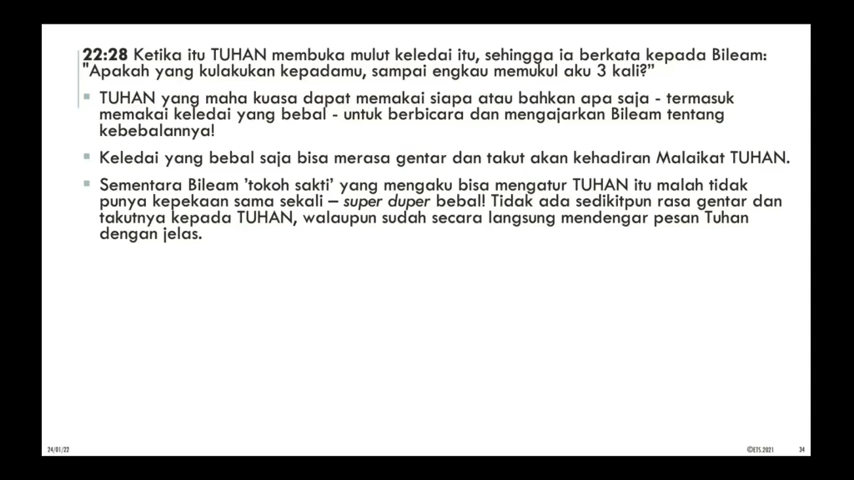 22:28 Ketika itu TUHAN membuka mulut keledai itu, sehingga ia berkata kepada Bileam:
"Apakah yang kulakukan kepadamu, sampai engkau memukul aku 3 kali?”
▪ TUHAN yang maha kuasa dapat memakai siapa atau bahkan apa saja - termasuk
memakai keledai yang bebal - untuk berbicara dan mengajarkan Bileam tentang
kebebalannya!
▪ Keledai yang bebal saja bisa merasa gentar dan takut akan kehadiran Malaikat TUHAN.
▪ Sementara Bileam 'tokoh sakti' yang mengaku bisa mengatur TUHAN itu malah tidak
punya kepekaan sama sekali – super duper bebal! Tidak ada sedikitpun rasa gentar dan
takutnya kepada TUHAN, walaupun sudah secara langsung mendengar pesan Tuhan
dengan jelas.
24/01/22
©ETS.2021
34